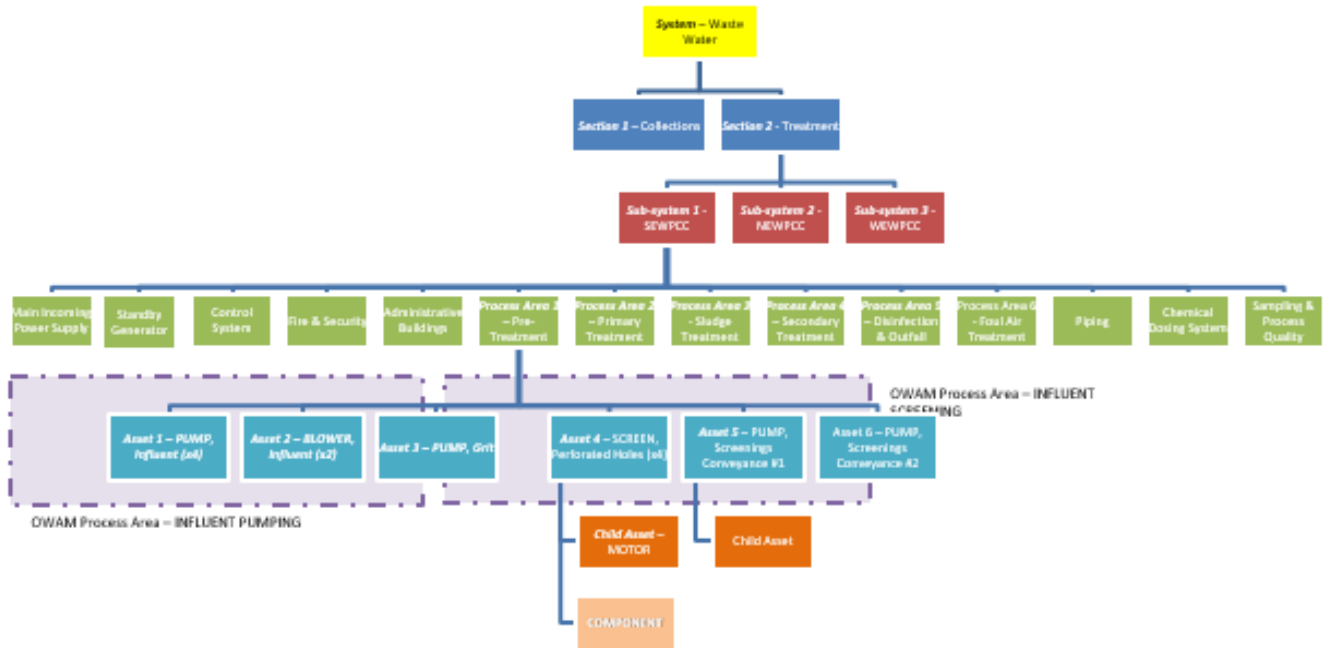 System – Waste
Water
Section 1 – Collections
Section 2 - Treatment
Sub-system 1 -
SEWPCC
Sub-system 2 -
NEWPCC
Sub-system 3 -
WEWPCC
Main Incoming
Power Supply
Standby
Generator
Control
System
Fire & Security
Administrative
Buildings
Process Area 1
– Pre-
Treatment
Process Area 2
– Primary
Treatment
Process Area 3
- Sludge
Treatment
Process Area 4
– Secondary
Treatment
Process Area 5
– Disinfection
& Outfall
Process Area 6
- Foul Air
Treatment
Piping
Chemical
Dosing System
Sampling &
Process
Quality
OWAM Process Area – INFLUENT
SCREENING
Asset 1 – PUMP,
Influent (x4)
Asset 2 – BLOWER,
Influent (x2)
Asset 3 – PUMP, Grit
Asset 4 – SCREEN,
Perforated Holes (x4)
Asset 5 – PUMP,
Screenings
Conveyance #1
Asset 6 – PUMP,
Screenings
Conveyance #2
OWAM Process Area – INFLUENT PUMPING
Child Asset –
MOTOR
Child Asset
COMPONENT